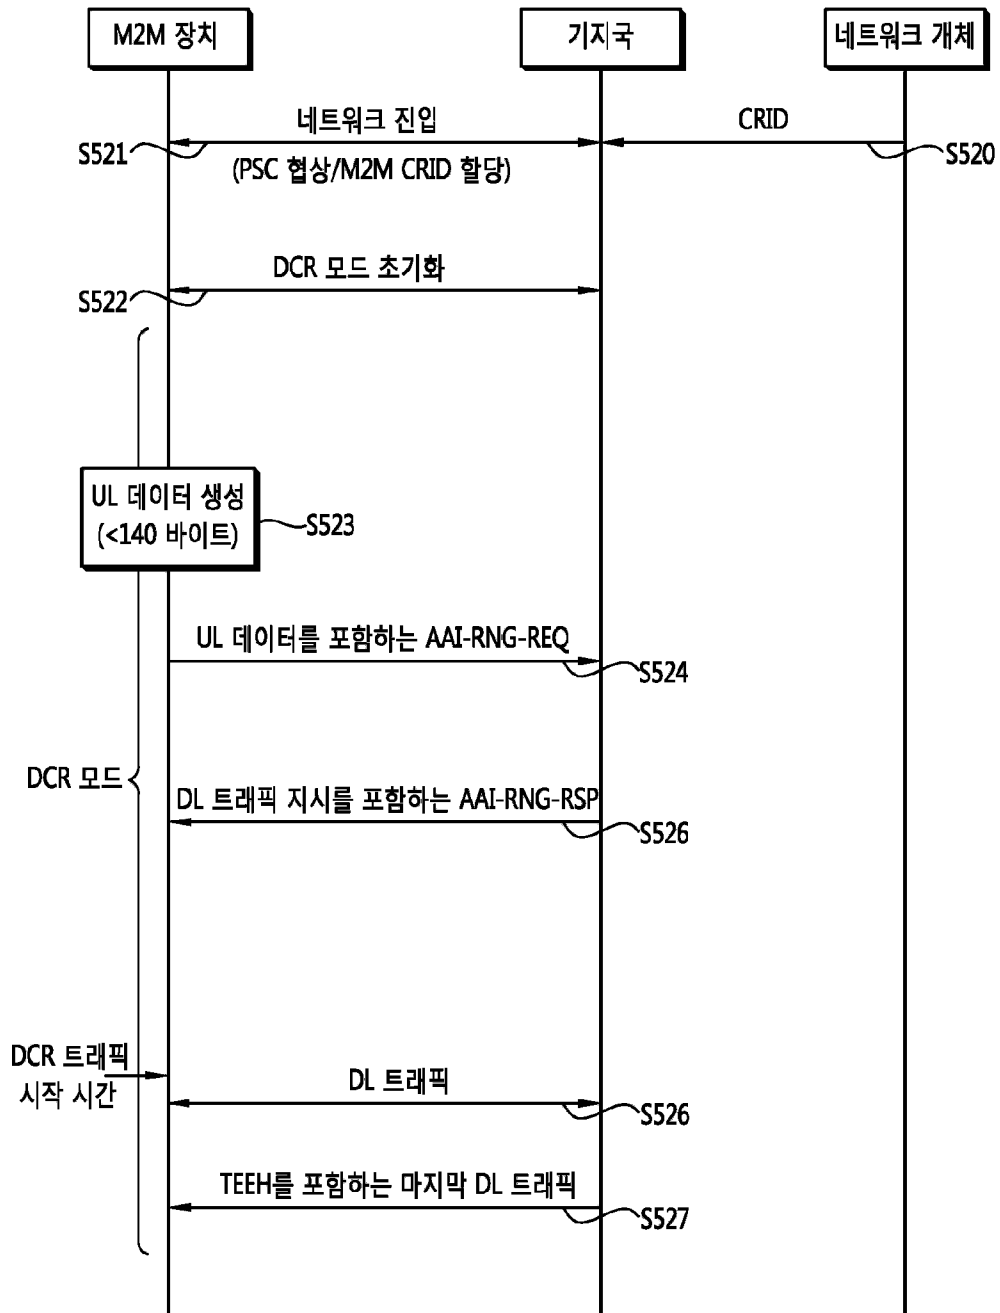 M2M 장치
기지국
네트워크 개체
네트워크 진입
CRID
S521
(PSC 협상/M2M CRID 할당)
S520
DCR 모드 초기화
S522
UL 데이터 생성
(<140 바이트)
S523
UL 데이터를 포함하는 AAI-RNG-REQ
S524
DCR 모드
DL 트래픽 지시를 포함하는 AAI-RNG-RSP
S526
DCR 트래픽
시작 시간
DL 트래픽
S526
TEEH를 포함하는 마지막 DL 트래픽
S527